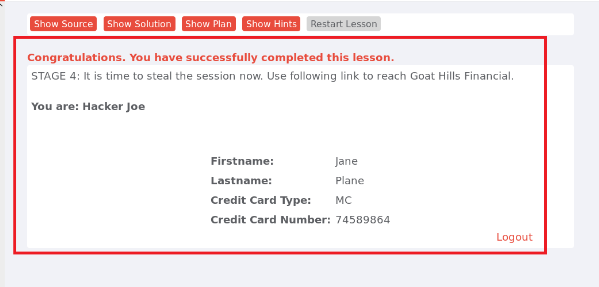 Show Source Show Solution Show Plan Show Hints Restart Lesson
Congratulations. You have successfully completed this lesson.
STAGE 4: It is time to steal the session now. Use following link to reach Goat Hills Financial.
You are: Hacker Joe
Firstname: Jane
Lastname: Plane
Credit Card Type: MC
Credit Card Number: 74589864
Logout